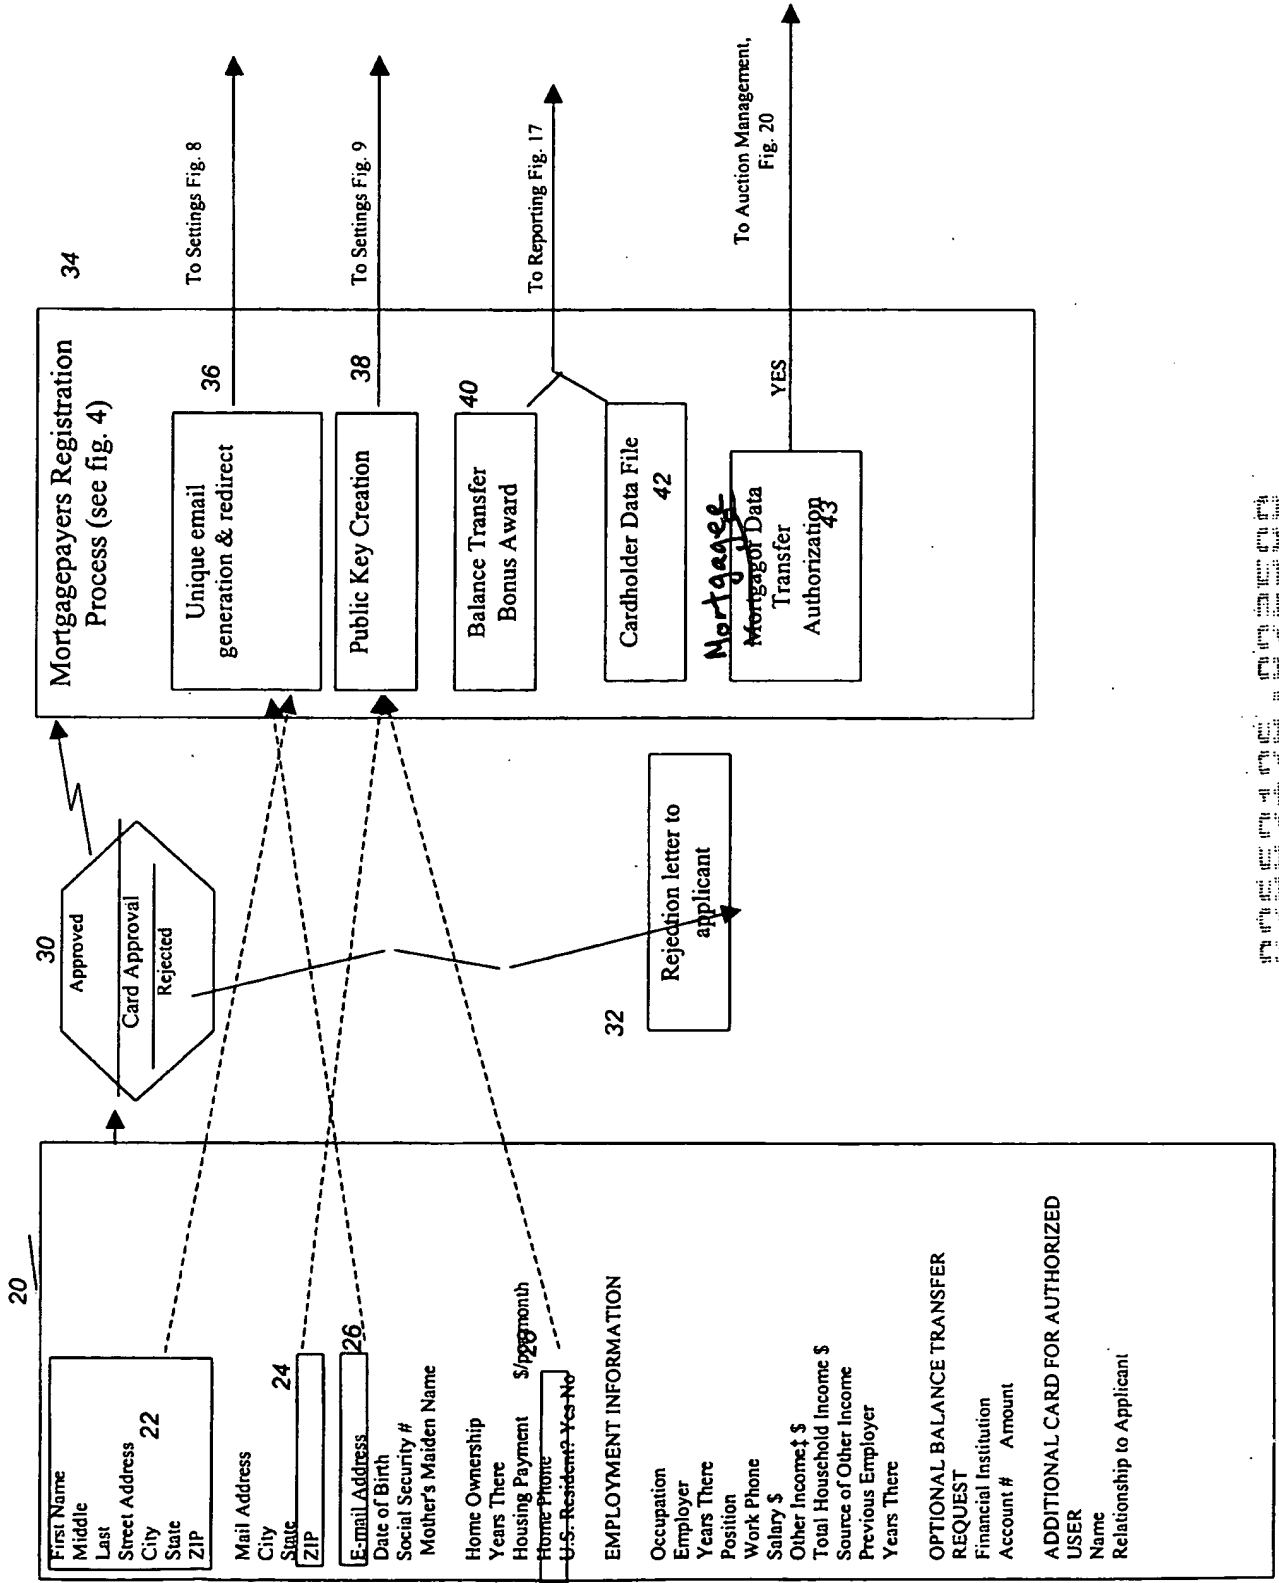 20
First Name
Middle
Last
Street Address
City
State
ZIP
22
Mail Address
City
State
ZIP
24
E-mail Address
26
Date of Birth
Social Security #
Mother's Maiden Name
Home Ownership
Years There
Housing Payment $/per month
Home Phone
U.S. Resident? Yes No
EMPLOYMENT INFORMATION
Occupation
Employer
Years There
Position
Work Phone
Salary $
Other Income‡ $
Total Household Income $
Source of Other Income
Previous Employer
Years There
OPTIONAL BALANCE TRANSFER
REQUEST
Financial Institution
Account # Amount
ADDITIONAL CARD FOR AUTHORIZED
USER
Name
Relationship to Applicant
30
Approved
Card Approval
Rejected
32
Rejection letter to
applicant
34
Mortgagepayers Registration
Process (see fig. 4)
Unique email
generation & redirect
36
To Settings Fig. 8
Public Key Creation
38
To Settings Fig. 9
Balance Transfer
Bonus Award
40
Cardholder Data File
42
To Reporting Fig. 17
Mortgagee
Mortgagor Data
Transfer
Authorization
43
YES
To Auction Management,
Fig. 20